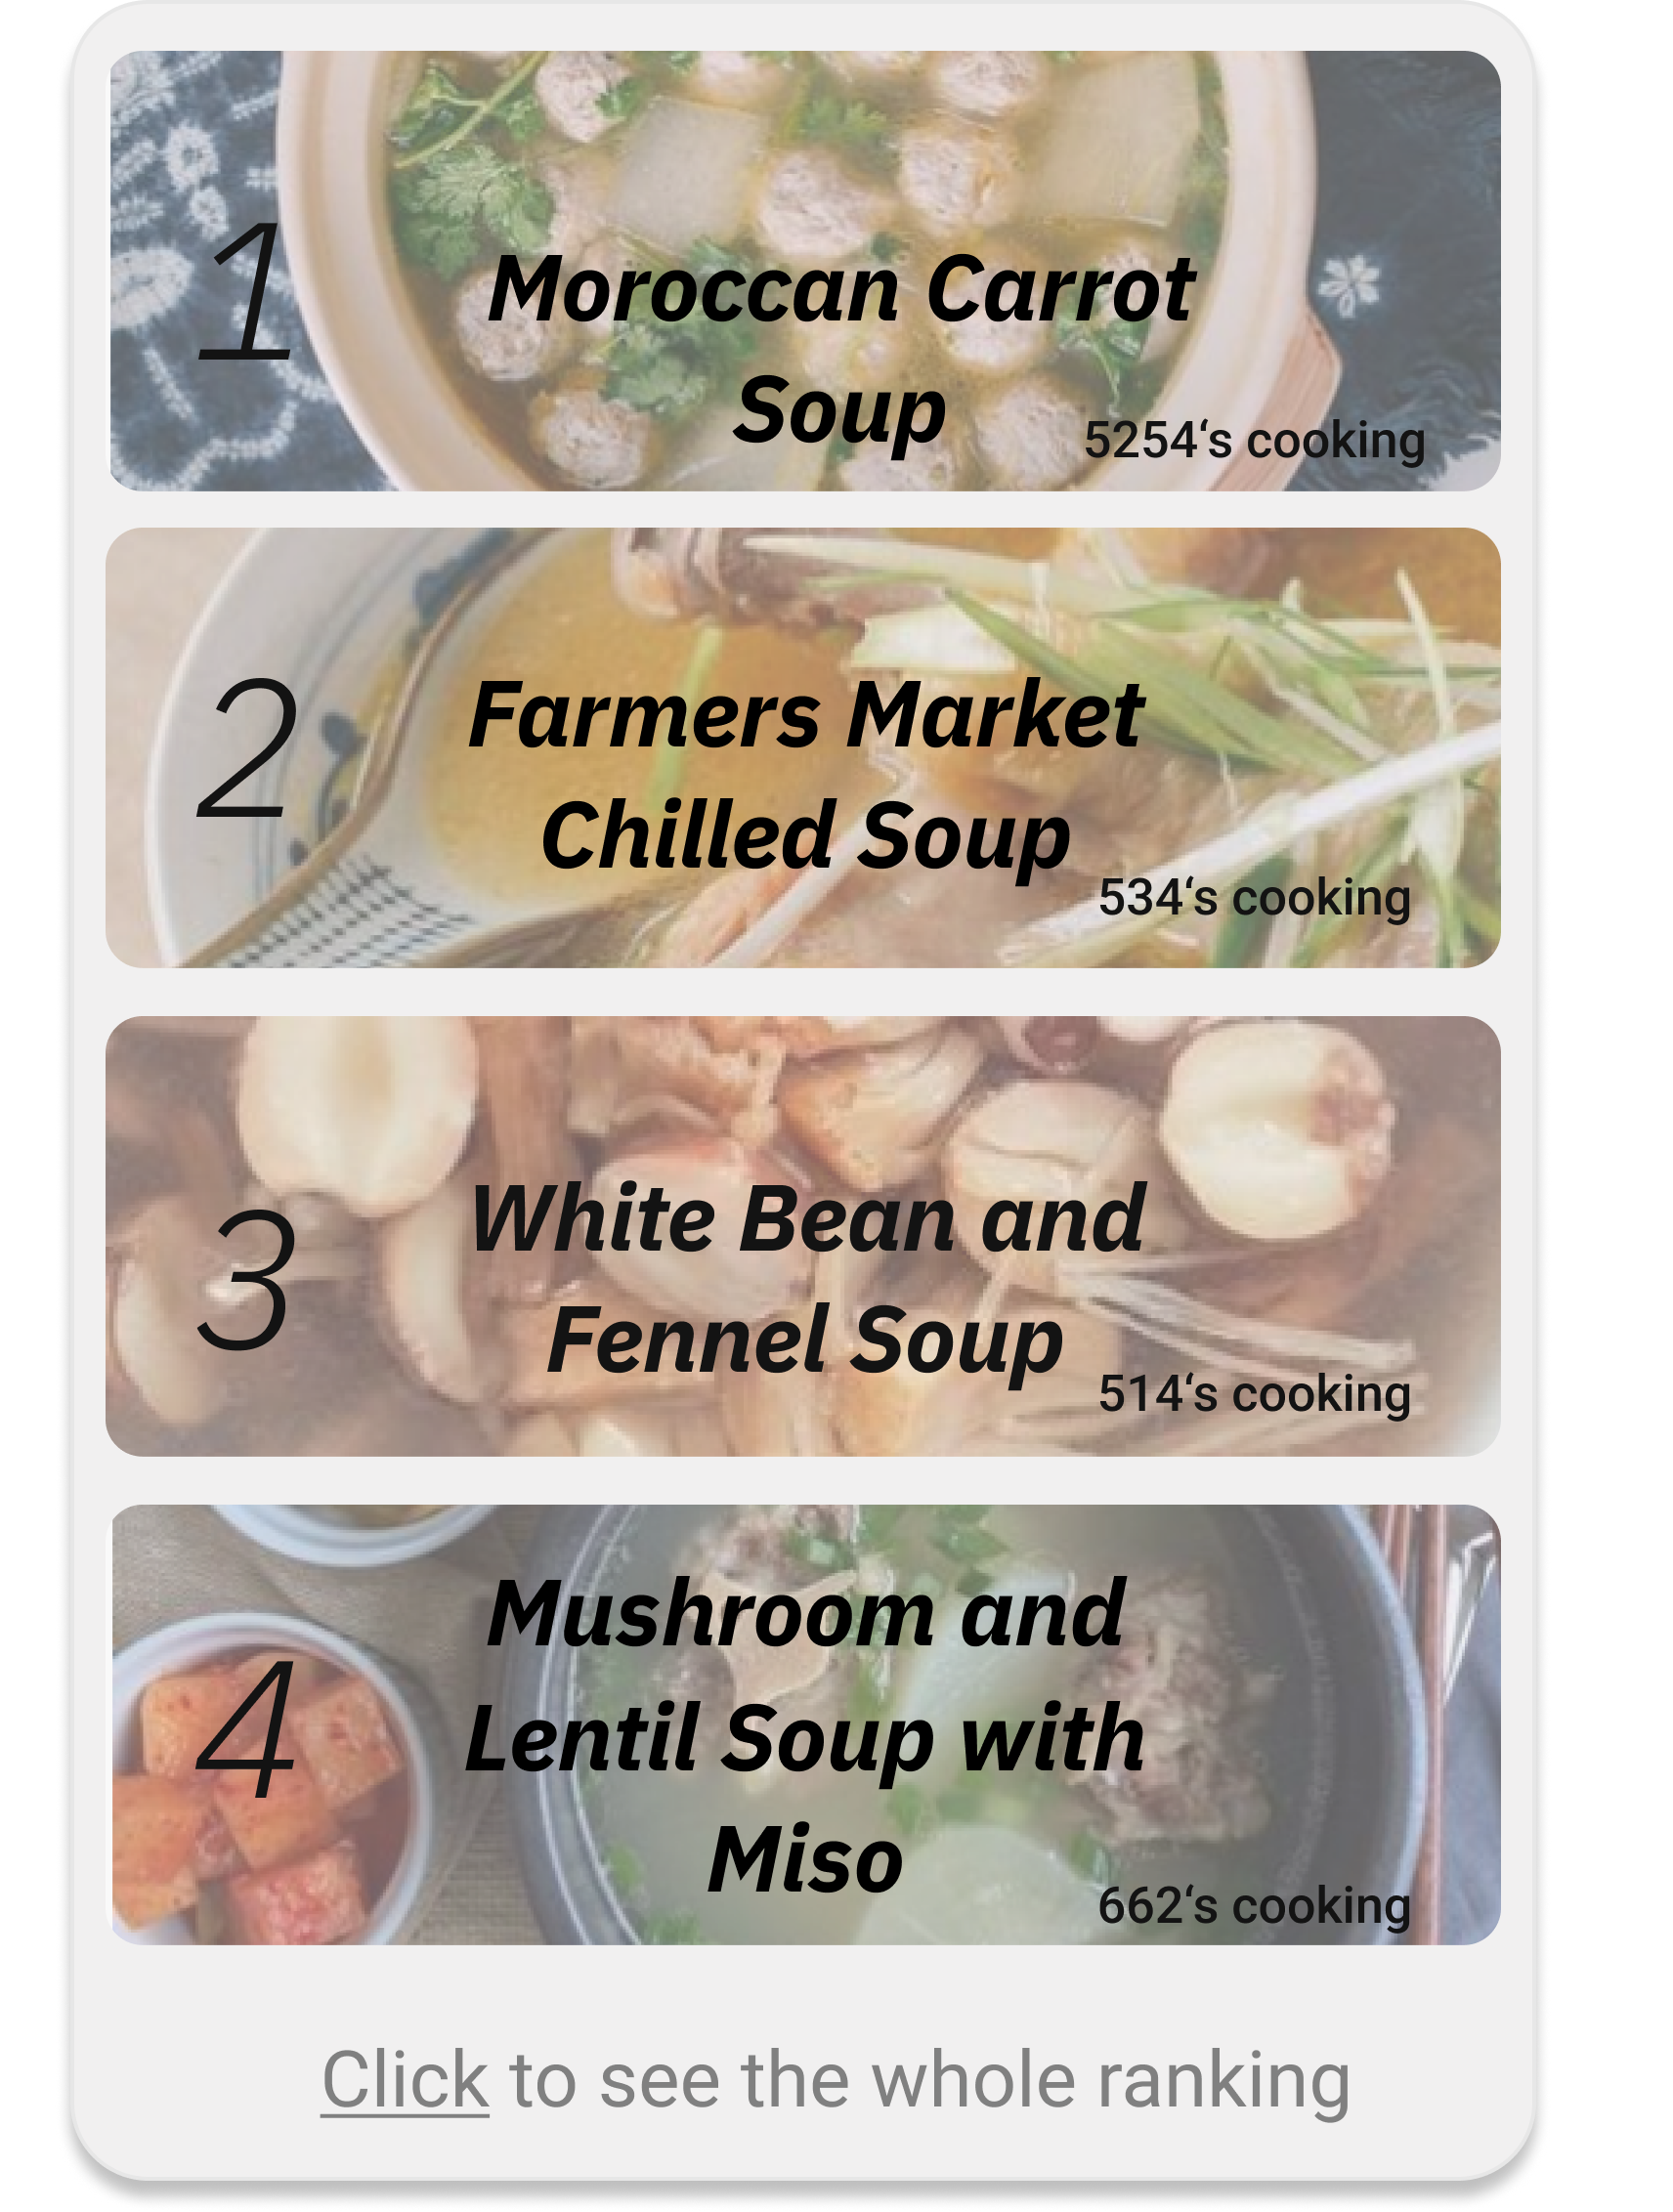 1
Moroccan Carrot
Soup
5254‘s cooking
2
Farmers Market
Chilled Soup
534‘s cooking
3
White Bean and
Fennel Soup
514‘s cooking
4
Mushroom and
Lentil Soup with
Miso
662‘s cooking
Click to see the whole ranking